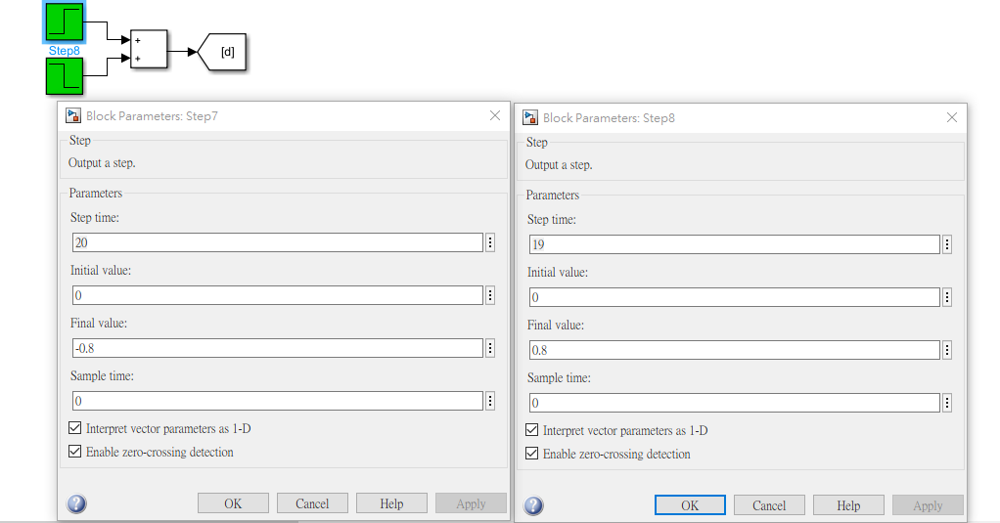 Step8
+
+
[d]
Block Parameters: Step7
Step
Output a step.
Parameters
Step time:
20
Initial value:
0
Final value:
-0.8
Sample time:
0
Interpret vector parameters as 1-D
Enable zero-crossing detection
? OK Cancel Help Apply
Block Parameters: Step8
Step
Output a step.
Parameters
Step time:
19
Initial value:
0
Final value:
0.8
Sample time:
0
Interpret vector parameters as 1-D
Enable zero-crossing detection
? OK Cancel Help Apply